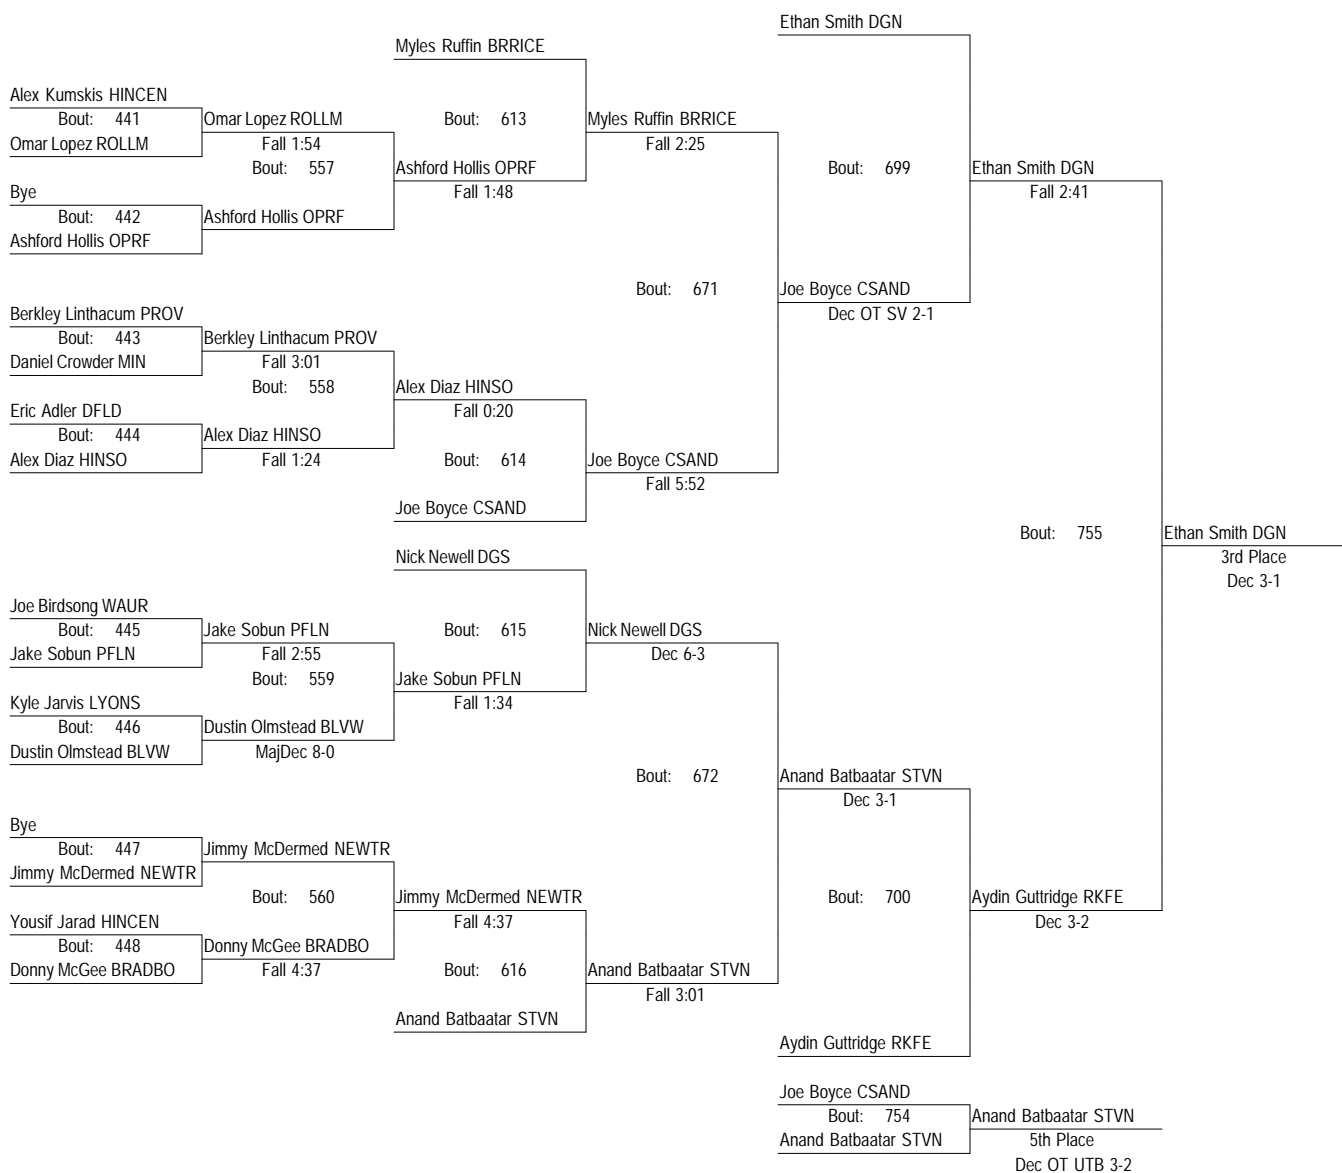 Ethan Smith DGN
Myles Ruffin BRRICE
Alex Kumskis HINCEN
Bout: 441
Omar Lopez ROLLM
Omar Lopez ROLLM
Fall 1:54
Bout: 557
Bout: 613
Myles Ruffin BRRICE
Fall 2:25
Ashford Hollis OPRF
Fall 1:48
Bout: 699
Ethan Smith DGN
Fall 2:41
Bye
Bout: 442
Ashford Hollis OPRF
Ashford Hollis OPRF
Bout: 671
Joe Boyce CSAND
Dec OT SV 2-1
Berkley Linthacum PROV
Bout: 443
Daniel Crowder MIN
Berkley Linthacum PROV
Fall 3:01
Bout: 558
Alex Diaz HINSO
Fall 0:20
Eric Adler DFLD
Bout: 444
Alex Diaz HINSO
Alex Diaz HINSO
Fall 1:24
Bout: 614
Joe Boyce CSAND
Fall 5:52
Joe Boyce CSAND
Bout: 755
Ethan Smith DGN
3rd Place
Dec 3-1
Nick Newell DGS
Joe Birdsong WAUR
Bout: 445
Jake Sobun PFLN
Jake Sobun PFLN
Fall 2:55
Bout: 559
Bout: 615
Nick Newell DGS
Dec 6-3
Jake Sobun PFLN
Fall 1:34
Kyle Jarvis LYONS
Bout: 446
Dustin Olmstead BLVW
Dustin Olmstead BLVW
MajDec 8-0
Bout: 672
Anand Batbaatar STVN
Dec 3-1
Bye
Bout: 447
Jimmy McDermed NEWTR
Jimmy McDermed NEWTR
Bout: 560
Jimmy McDermed NEWTR
Fall 4:37
Bout: 700
Aydin Guttridge RKFE
Dec 3-2
Yousif Jarad HINCEN
Bout: 448
Donny McGee BRADBO
Donny McGee BRADBO
Fall 4:37
Bout: 616
Anand Batbaatar STVN
Fall 3:01
Anand Batbaatar STVN
Aydin Guttridge RKFE
Joe Boyce CSAND
Bout: 754
Anand Batbaatar STVN
Anand Batbaatar STVN
5th Place
Dec OT UTB 3-2